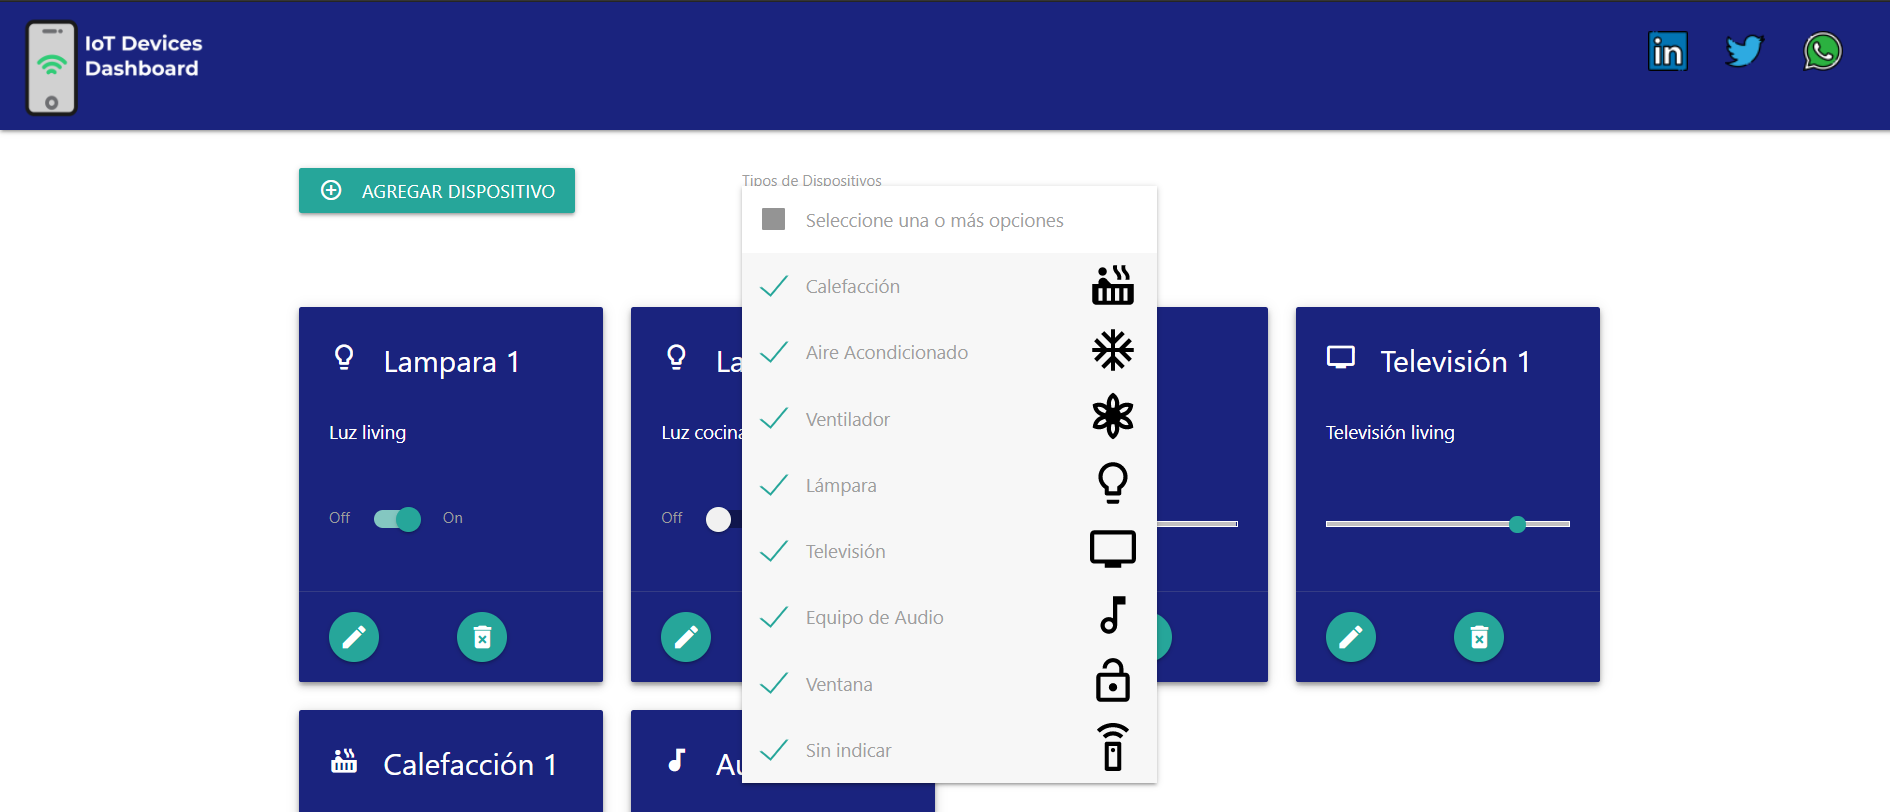 IoT Devices
Dashboard
in
AGREGAR DISPOSITIVO
Tipos de Dispositivos
Seleccione una o más opciones
Calefacción
Aire Acondicionado
Ventilador
Lámpara
Televisión
Equipo de Audio
Ventana
Sin indicar
Lampara 1
Luz living
Off
On
La
Luz cocina
Off
Televisión 1
Televisión living
Calefacción 1